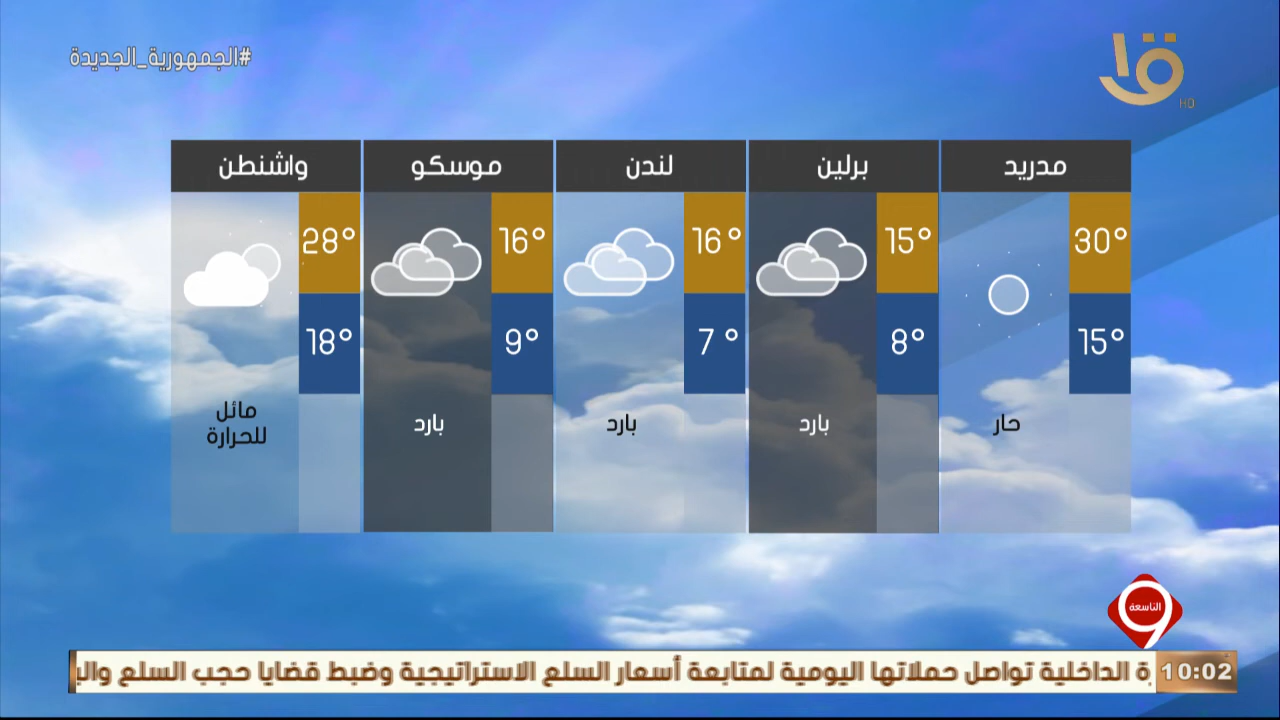 #الجمهورية_الجديدة
HD
مدريد
30°
15°
حار
برلين
15°
8°
بارد
لندن
16°
7°
بارد
موسكو
16°
9°
بارد
واشنطن
28°
18°
مائل
للحرارة
التاسعة
9
10:02
ة الداخلية تواصل حملاتها اليومية لمتابعة أسعار السلع الاستراتيجية وضبط قضايا حجب السلع والب